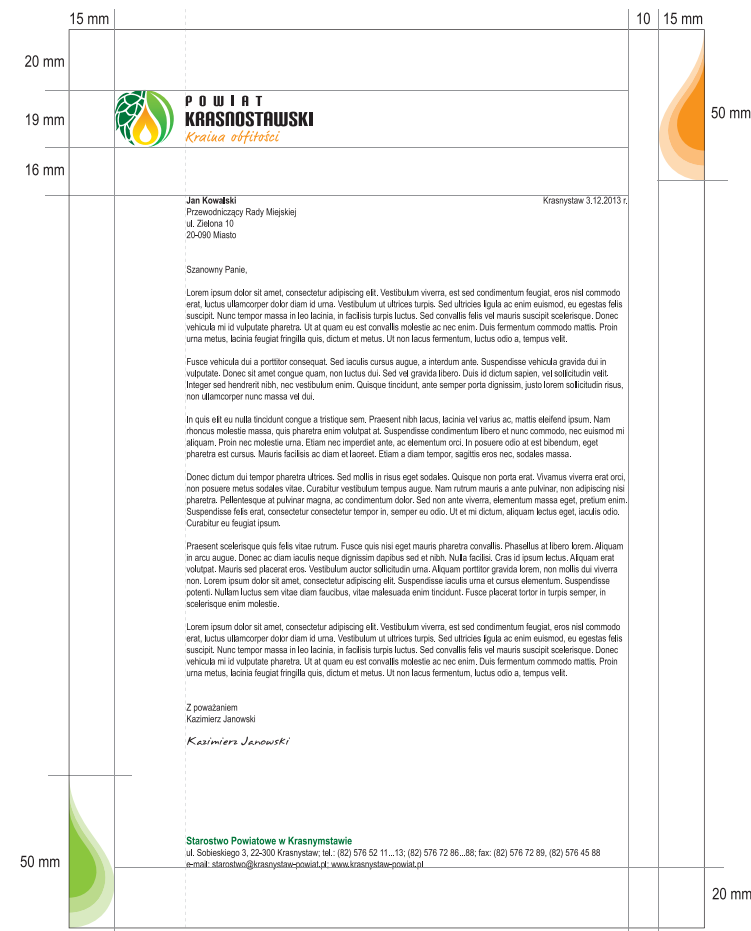 15 mm
10
15 mm
20 mm
19 mm
POWIAT
KRASNOSTAWSKI
Kraina obfitości
50 mm
16 mm
Jan Kowalski
Krasnystaw 3.12.2013 r.
Przewodniczący Rady Miejskiej
ul. Zielona 10
20-090 Miasto
Szanowny Panie,
Lorem ipsum dolor sit amet, consectetur adipiscing elit. Vestibulum viverra, est sed condimentum feugiat, eros nisl commodo
erat, luctus ullamcorper dolor diam id urna. Vestibulum ut ultrices turpis. Sed ultricies ligula ac enim euismod, eu egestas felis
suscipit. Nunc tempor massa in leo lacinia, in facilisis turpis luctus. Sed convallis felis vel mauris suscipit scelerisque. Donec
vehicula mi id vulputate pharetra. Ut at quam eu est convallis molestie ac nec enim. Duis fermentum commodo mattis. Proin
urna metus, lacinia feugiat fringilla quis, dictum et metus. Ut non lacus fermentum, luctus odio a, tempus velit.
Fusce vehicula dui a porttitor consequat. Sed iaculis cursus augue, a interdum ante. Suspendisse vehicula gravida dui in
vulputate. Donec sit amet congue quam, non luctus dui. Sed vel gravida libero. Duis id dictum sapien, vel sollicitudin velit.
Integer sed hendrerit nibh, nec vestibulum enim. Quisque tincidunt, ante semper porta dignissim, justo lorem sollicitudin risus,
non ullamcorper nunc massa vel dui.
In quis elit eu nulla tincidunt congue a tristique sem. Praesent nibh lacus, lacinia vel varius ac, mattis eleifend ipsum. Nam
rhoncus molestie massa, quis pharetra enim volutpat at. Suspendisse condimentum libero et nunc commodo, nec euismod mi
aliquam. Proin nec molestie urna. Etiam nec imperdiet ante, ac elementum orci. In posuere odio at est bibendum, eget
pharetra est cursus. Mauris facilisis ac diam et laoreet. Etiam a diam tempor, sagittis eros nec, sodales massa.
Donec dictum dui tempor pharetra ultrices. Sed mollis in risus eget sodales. Quisque non porta erat. Vivamus viverra erat orci,
non posuere metus sodales vitae. Curabitur vestibulum tempus augue. Nam rutrum mauris a ante pulvinar, non adipiscing nisi
pharetra. Pellentesque at pulvinar magna, ac condimentum dolor. Sed non ante viverra, elementum massa eget, pretium enim.
Suspendisse felis erat, consectetur consectetur tempor in, semper eu odio. Ut et mi dictum, aliquam lectus eget, iaculis odio.
Curabitur eu feugiat ipsum.
Praesent scelerisque quis felis vitae rutrum. Fusce quis nisi eget mauris pharetra convallis. Phasellus at libero lorem. Aliquam
in arcu augue. Donec ac diam iaculis neque dignissim dapibus sed et nibh. Nulla facilisi. Cras id ipsum lectus. Aliquam erat
volutpat. Mauris sed placerat eros. Vestibulum auctor sollicitudin urna. Aliquam porttitor gravida lorem, non mollis dui viverra
non. Lorem ipsum dolor sit amet, consectetur adipiscing elit. Suspendisse iaculis urna et cursus elementum. Suspendisse
potenti. Nullam luctus sem vitae diam faucibus, vitae malesuada enim tincidunt. Fusce placerat tortor in turpis semper, in
scelerisque enim molestie.
Lorem ipsum dolor sit amet, consectetur adipiscing elit. Vestibulum viverra, est sed condimentum feugiat, eros nisl commodo
erat, luctus ullamcorper dolor diam id urna. Vestibulum ut ultrices turpis. Sed ultricies ligula ac enim euismod, eu egestas felis
suscipit. Nunc tempor massa in leo lacinia, in facilisis turpis luctus. Sed convallis felis vel mauris suscipit scelerisque. Donec
vehicula mi id vulputate pharetra. Ut at quam eu est convallis molestie ac nec enim. Duis fermentum commodo mattis. Proin
urna metus, lacinia feugiat fringilla quis, dictum et metus. Ut non lacus fermentum, luctus odio a, tempus velit.
Z poważaniem
Kazimierz Janowski
Kazimierz Janowski
Starostwo Powiatowe w Krasnymstawie
ul. Sobieskiego 3, 22-300 Krasnystaw; tel.: (82) 576 52 11...13; (82) 576 72 86...88; fax: (82) 576 72 89, (82) 576 45 88
e-mail: starostwo@krasnystaw-powiat.pl; www.krasnystaw-powiat.pl
50 mm
20 mm